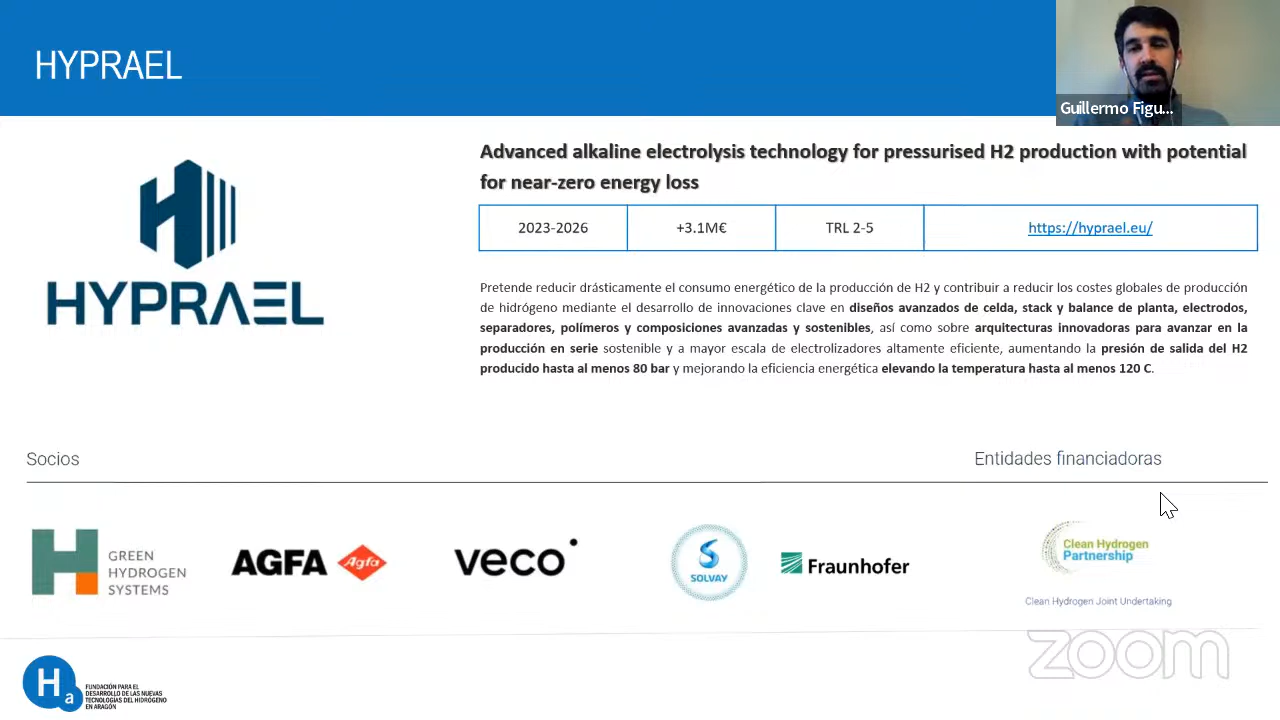 HYPRAEL
Guillermo Figu...
Advanced alkaline electrolysis technology for pressurised H2 production with potential
for near-zero energy loss
2023-2026
+3.1M€
TRL 2-5
https://hyprael.eu/
HYPRAEL
Pretende reducir drásticamente el consumo energético de la producción de H2 y contribuir a reducir los costes globales de producción
de hidrógeno mediante el desarrollo de innovaciones clave en diseños avanzados de celda, stack y balance de planta, electrodos,
separadores, polímeros y composiciones avanzadas y sostenibles, así como sobre arquitecturas innovadoras para avanzar en la
producción en serie sostenible y a mayor escala de electrolizadores altamente eficiente, aumentando la presión de salida del H2
producido hasta al menos 80 bar y mejorando la eficiencia energética elevando la temperatura hasta al menos 120 C.
Socios
Entidades financiadoras
GREEN
HYDROGEN
SYSTEMS
AGFA
Agfa
veco
S
SOLVAY
Fraunhofer
Clean Hydrogen
Partnership
Clean Hydrogen Joint Undertaking
zoom
Ha
FUNDACIÓN PARA EL
DESARROLLO DE LAS NUEVAS
TECNOLOGÍAS DEL HIDRÓGENO
EN ARAGÓN